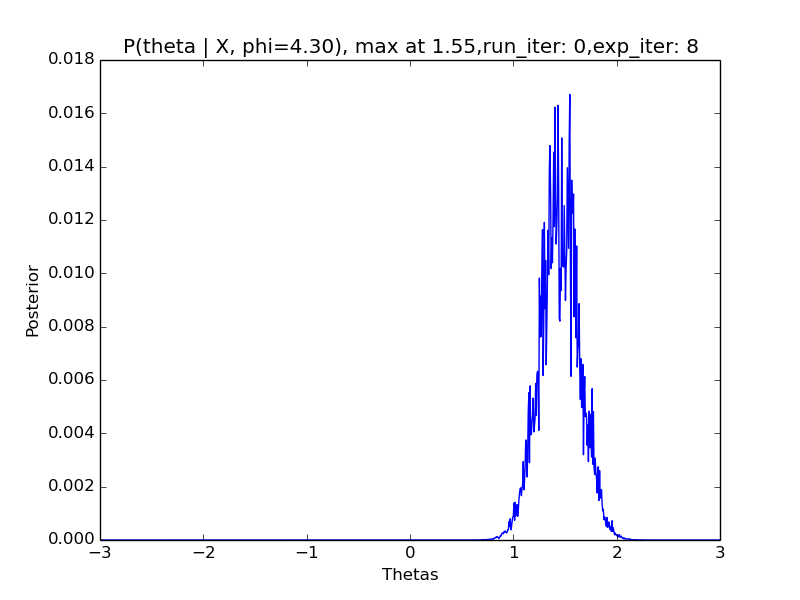 P(theta | X, phi=4.30), max at 1.55,run_iter: 0,exp_iter: 8
0.018
0.016
0.014
0.012
0.010
0.008
0.006
0.004
0.002
0.000
Posterior
−3 −2 −1 0 1 2 3
Thetas